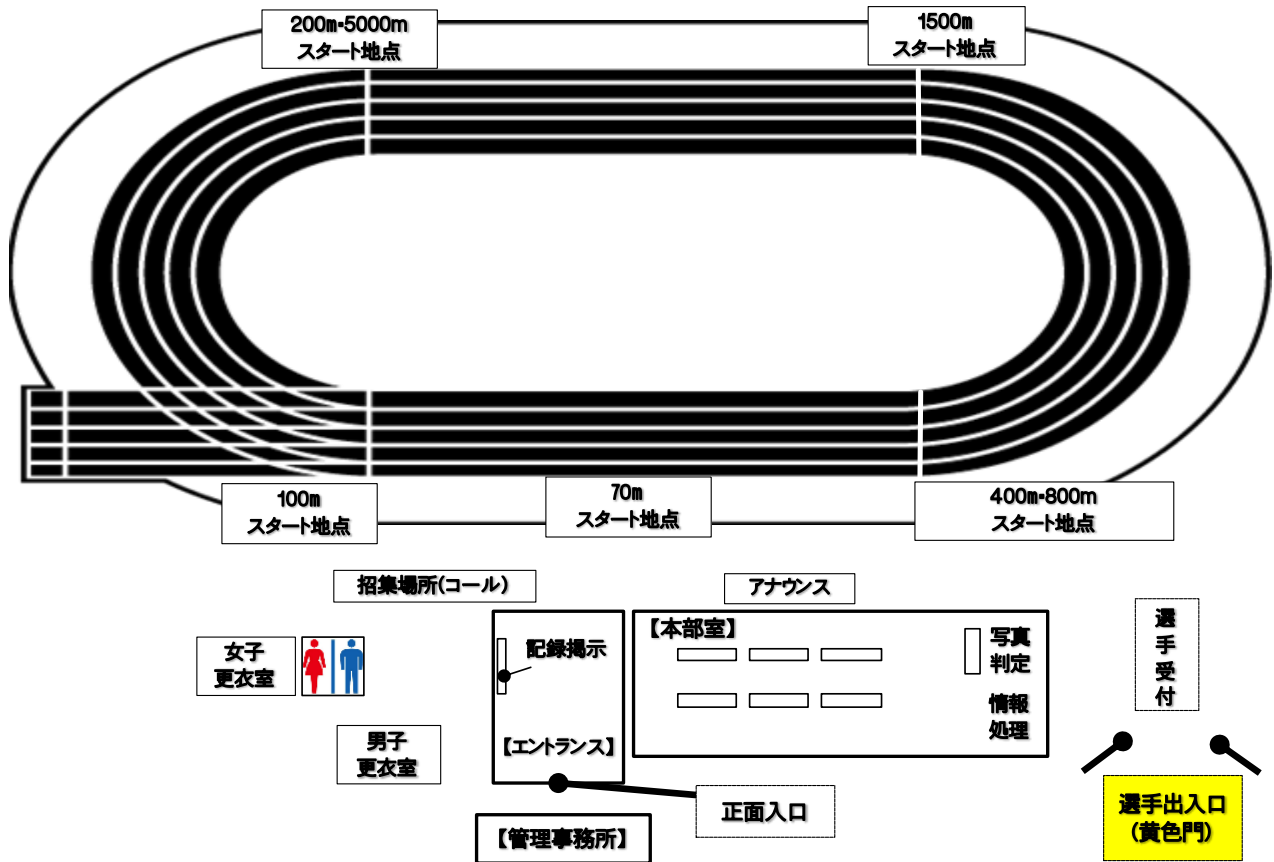 200m・5000m
スタート地点
1500m
スタート地点
100m
スタート地点
70m
スタート地点
400m・800m
スタート地点
招集場所(コール)
アナウンス
女子
更衣室
記録掲示
【本部室】
写真
判定
情報
処理
選
手
受
付
男子
更衣室
【エントランス】
正面入口
【管理事務所】
選手出入口
(黄色門)